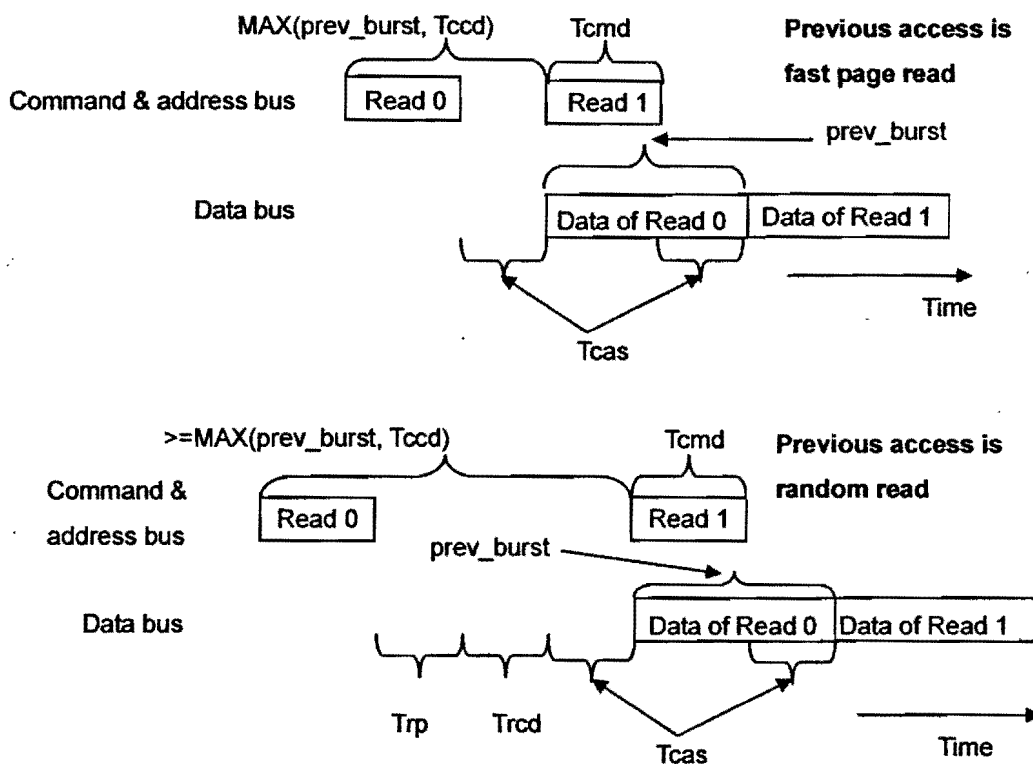 MAX(prev_burst, Tccd)
Tcmd
Previous access is
fast page read
Command & address bus
Read 0
Read 1
prev_burst
Data bus
Data of Read 0
Data of Read 1
Time
Tcas
>=MAX(prev_burst, Tccd)
Tcmd
Previous access is
random read
Command &
address bus
Read 0
Read 1
prev_burst
Data bus
Data of Read 0
Data of Read 1
Trp
Trcd
Tcas
Time